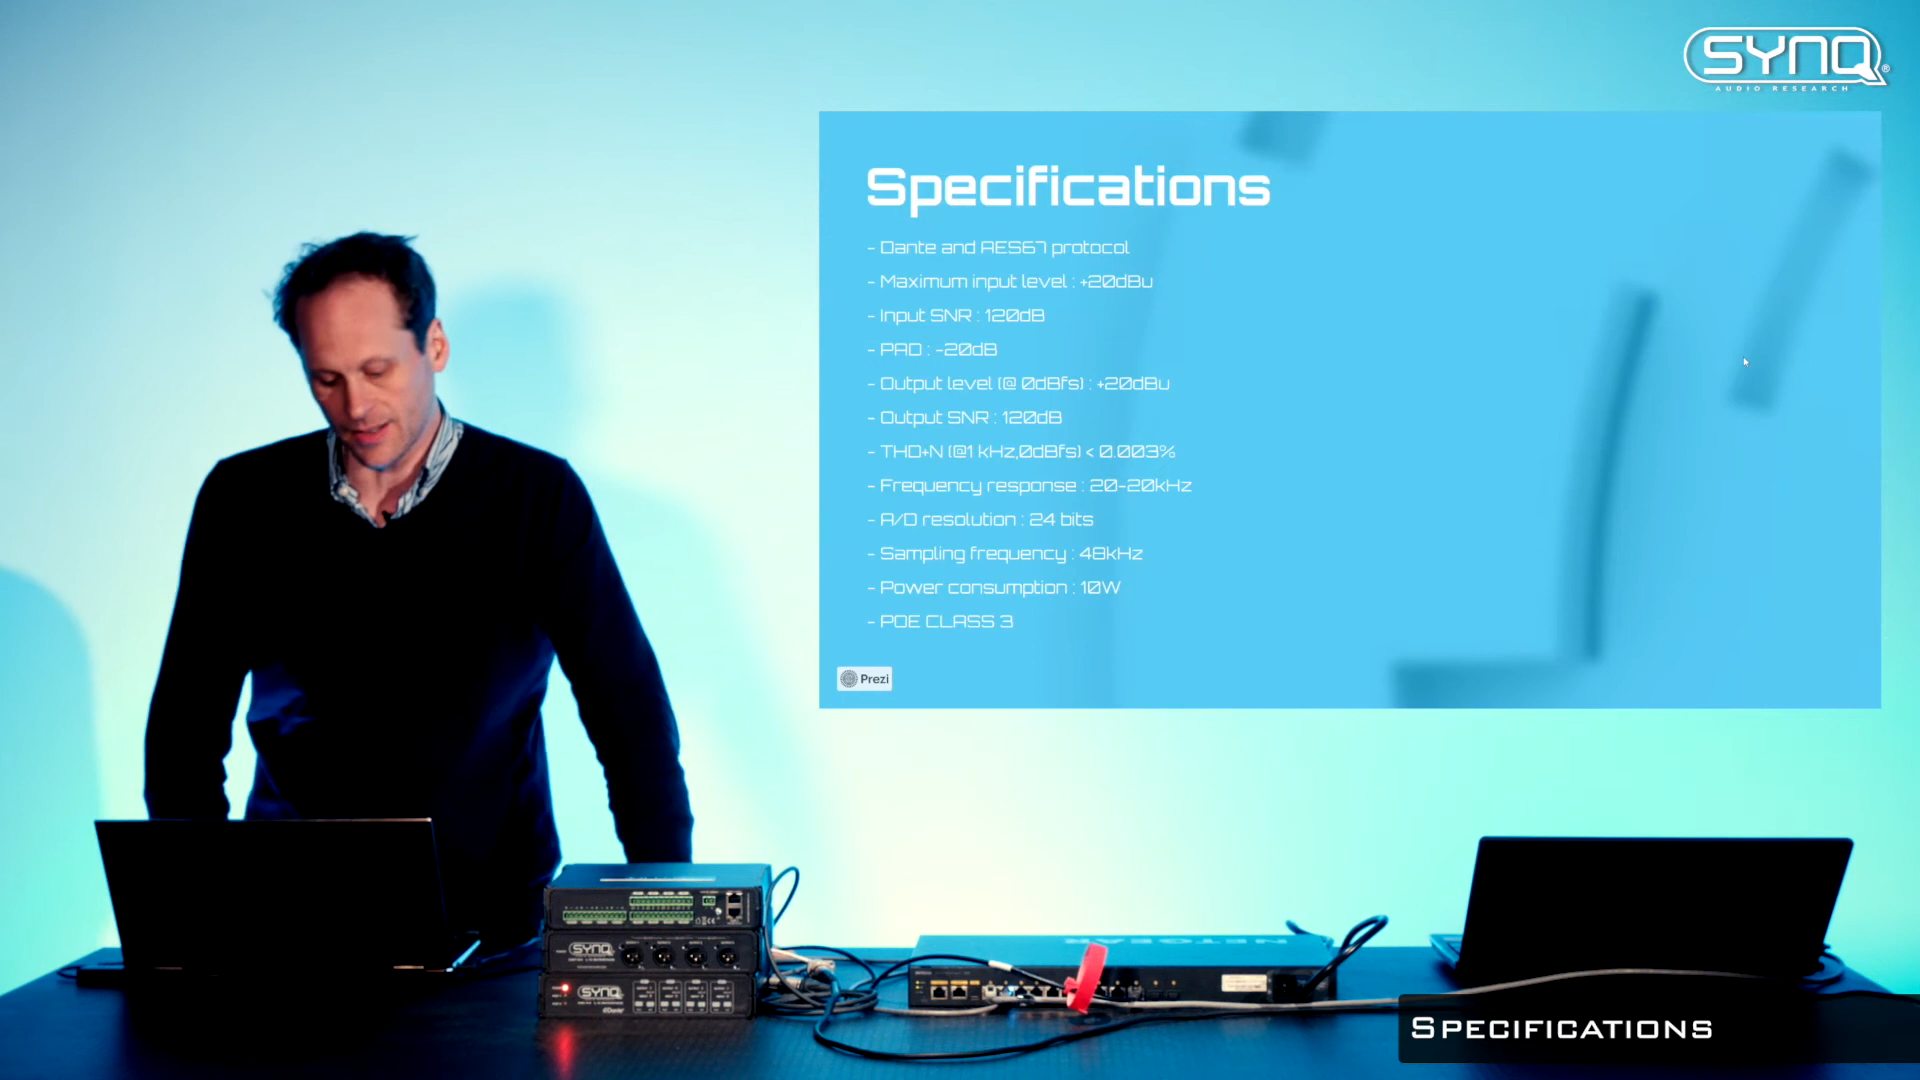 SYNQ®
AUDIO RESEARCH
Specifications
- Dante and AES67 protocol
- Maximum input level : +20dBu
- Input SNR : 120dB
- PAD : -20dB
- Output level (@ 0dBfs) : +20dBu
- Output SNR : 120dB
- THD+N (@1 kHz,0dBfs) < 0.003%
- Frequency response : 20-20kHz
- A/D resolution : 24 bits
- Sampling frequency : 48kHz
- Power consumption : 10W
- POE CLASS 3
Prezi
SYNQ
SYNQ
Dante
NETGEAR
SPECIFICATIONS